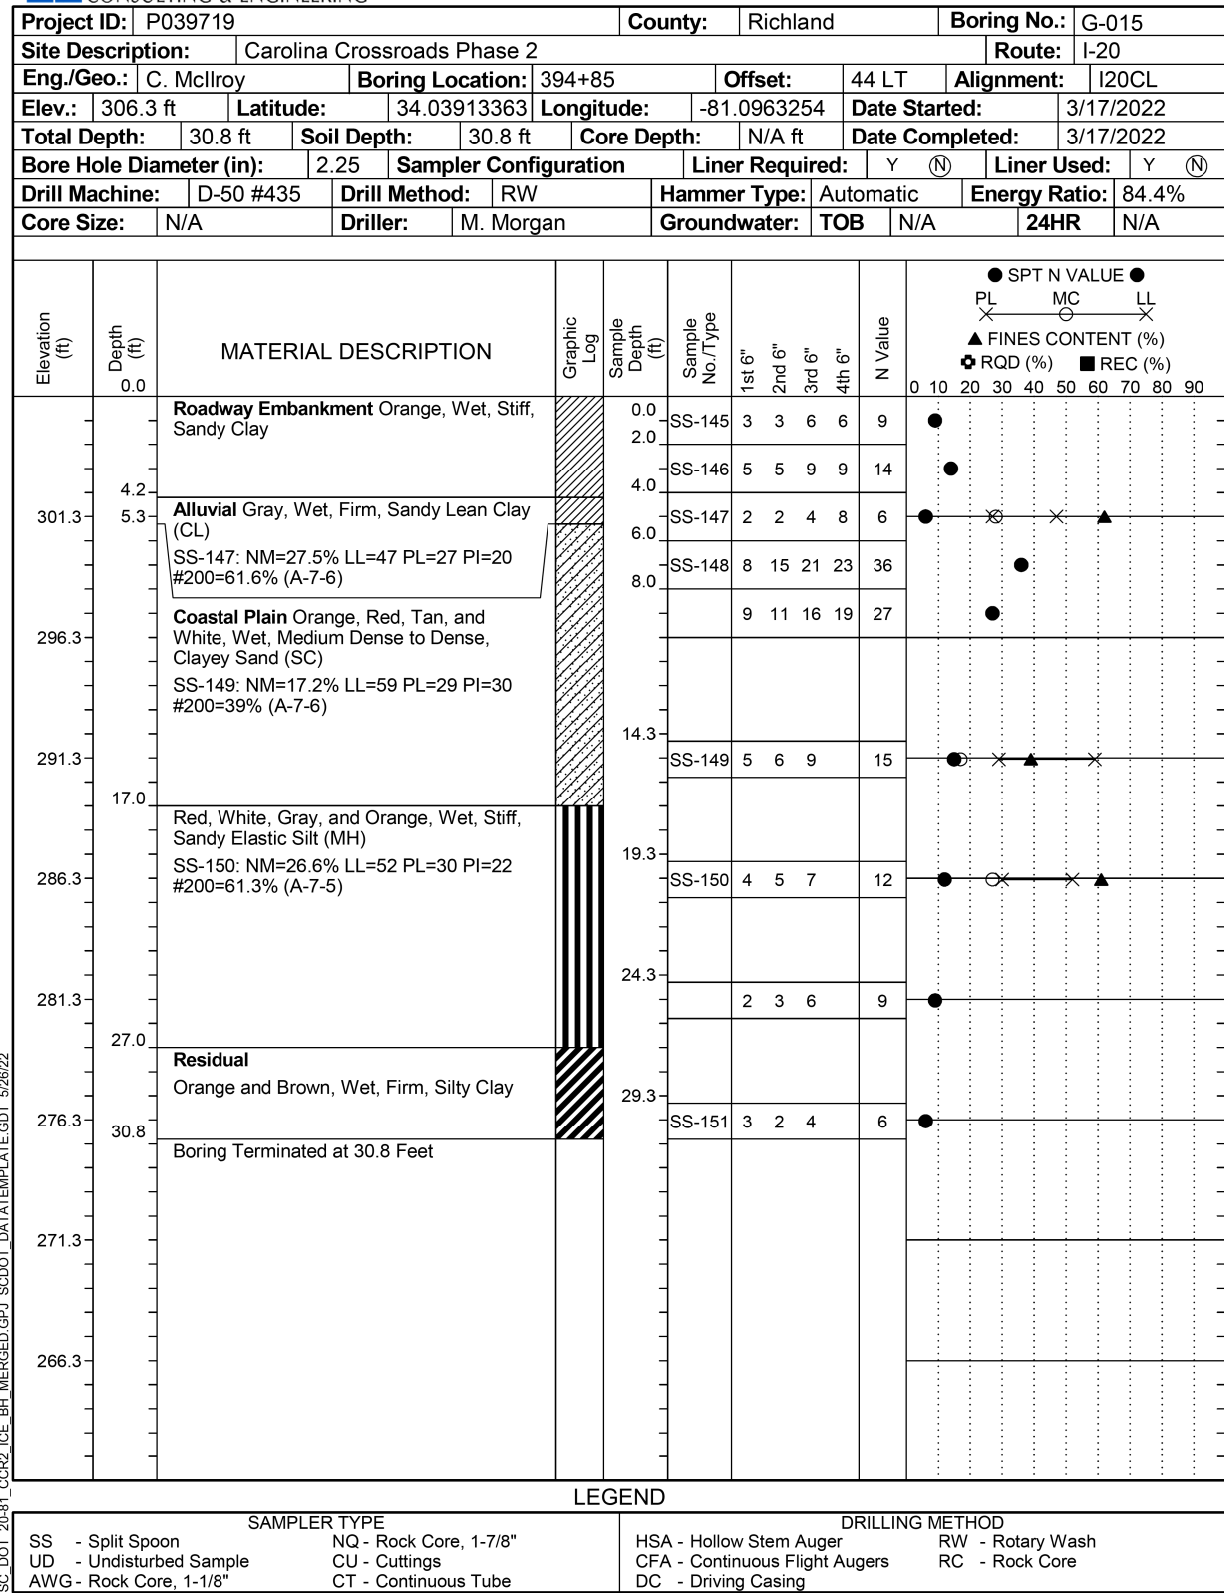 CONSULTING & ENGINEERING
Project ID: P039719 County: Richland Boring No.: G-015
Site Description: Carolina Crossroads Phase 2 Route: I-20
Eng./Geo.: C. McIlroy Boring Location: 394+85 Offset: 44 LT Alignment: I20CL
Elev.: 306.3 ft Latitude: 34.03913363 Longitude: -81.0963254 Date Started: 3/17/2022
Total Depth: 30.8 ft Soil Depth: 30.8 ft Core Depth: N/A ft Date Completed: 3/17/2022
Bore Hole Diameter (in): 2.25 Sampler Configuration Liner Required: Y N Liner Used: Y N
Drill Machine: D-50 #435 Drill Method: RW Hammer Type: Automatic Energy Ratio: 84.4%
Core Size: N/A Driller: M. Morgan Groundwater: TOB N/A 24HR N/A
Elevation (ft)
Depth (ft)
0.0
MATERIAL DESCRIPTION
Graphic Log
Sample Depth (ft)
Sample No./Type
1st 6"
2nd 6"
3rd 6"
4th 6"
N Value
SPT N VALUE
PL MC LL
FINES CONTENT (%)
RQD (%) REC (%)
0 10 20 30 40 50 60 70 80 90
Roadway Embankment Orange, Wet, Stiff,
Sandy Clay
0.0
SS-145 3 3 6 6 9
2.0
SS-146 5 5 9 9 14
4.0
4.2
301.3
5.3
Alluvial Gray, Wet, Firm, Sandy Lean Clay
(CL)
SS-147: NM=27.5% LL=47 PL=27 PI=20
#200=61.6% (A-7-6)
SS-147 2 2 4 8 6
6.0
SS-148 8 15 21 23 36
8.0
9 11 16 19 27
Coastal Plain Orange, Red, Tan, and
White, Wet, Medium Dense to Dense,
Clayey Sand (SC)
296.3
SS-149: NM=17.2% LL=59 PL=29 PI=30
#200=39% (A-7-6)
14.3
291.3
SS-149 5 6 9 15
17.0
Red, White, Gray, and Orange, Wet, Stiff,
Sandy Elastic Silt (MH)
SS-150: NM=26.6% LL=52 PL=30 PI=22
#200=61.3% (A-7-5)
19.3
286.3
SS-150 4 5 7 12
24.3
281.3
2 3 6 9
27.0
Residual
Orange and Brown, Wet, Firm, Silty Clay
29.3
276.3
SS-151 3 2 4 6
30.8
Boring Terminated at 30.8 Feet
271.3
266.3
SC_DOT 20-81_CCR2_ICE_BH_MERGED.GPJ SCDOT_DATATEMPLATE.GDT 5/26/22
LEGEND
SAMPLER TYPE
SS - Split Spoon NQ - Rock Core, 1-7/8"
UD - Undisturbed Sample CU - Cuttings
AWG - Rock Core, 1-1/8" CT - Continuous Tube
DRILLING METHOD
HSA - Hollow Stem Auger RW - Rotary Wash
CFA - Continuous Flight Augers RC - Rock Core
DC - Driving Casing